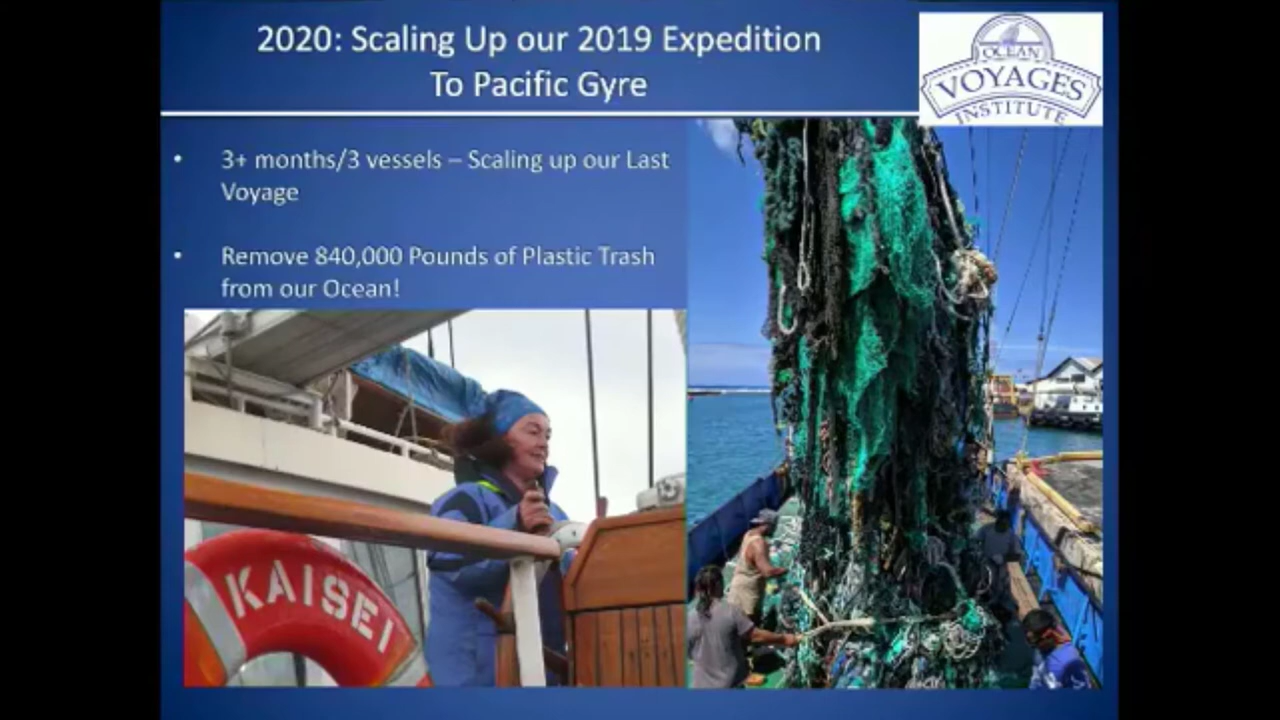 2020: Scaling Up our 2019 Expedition
To Pacific Gyre
OCEAN
VOYAGES
INSTITUTE
• 3+ months/3 vessels – Scaling up our Last
Voyage
• Remove 840,000 Pounds of Plastic Trash
from our Ocean!
KAISEI